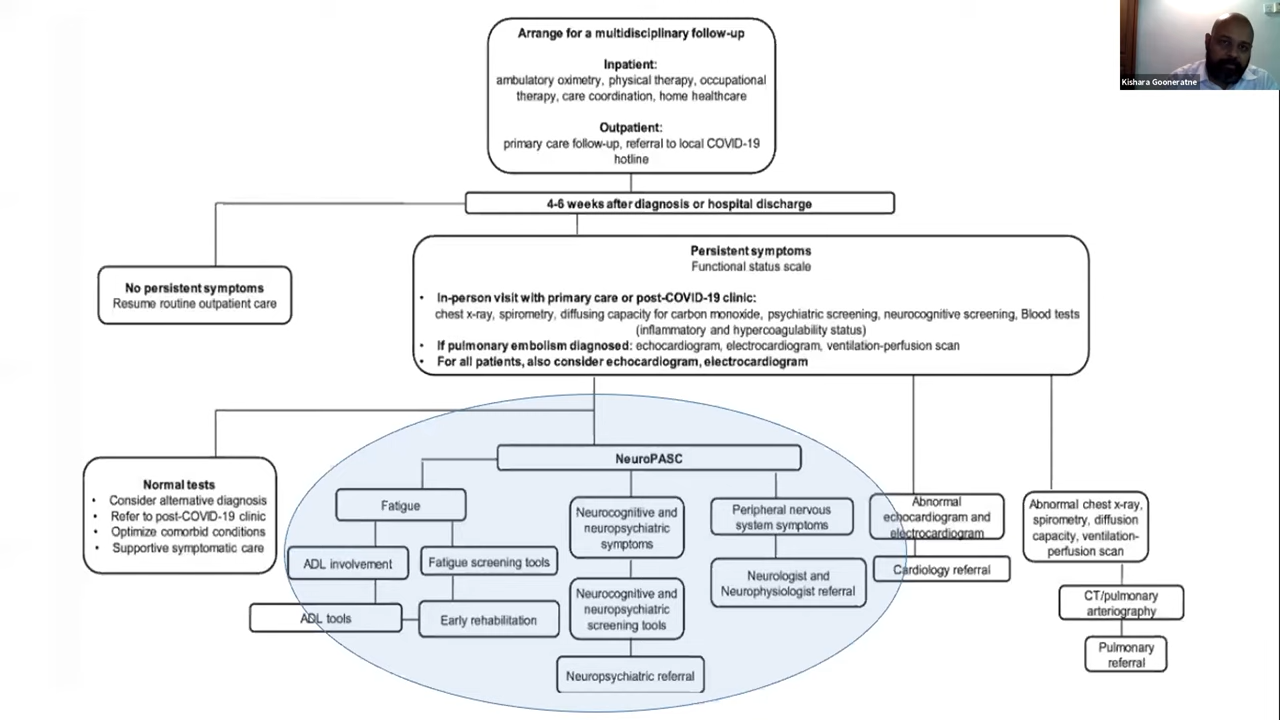 Arrange for a multidisciplinary follow-up
Inpatient:
ambulatory oximetry, physical therapy, occupational
therapy, care coordination, home healthcare
Outpatient:
primary care follow-up, referral to local COVID-19
hotline
Kishara Gooneratne
4-6 weeks after diagnosis or hospital discharge
No persistent symptoms
Resume routine outpatient care
Persistent symptoms
Functional status scale
• In-person visit with primary care or post-COVID-19 clinic:
chest x-ray, spirometry, diffusing capacity for carbon monoxide, psychiatric screening, neurocognitive screening, Blood tests
(inflammatory and hypercoagulability status)
• If pulmonary embolism diagnosed: echocardiogram, electrocardiogram, ventilation-perfusion scan
• For all patients, also consider echocardiogram, electrocardiogram
Normal tests
• Consider alternative diagnosis
• Refer to post-COVID-19 clinic
• Optimize comorbid conditions
• Supportive symptomatic care
NeuroPASC
Fatigue
ADL involvement
Fatigue screening tools
ADL tools
Early rehabilitation
Neurocognitive and
neuropsychiatric
symptoms
Neurocognitive and
neuropsychiatric
screening tools
Neuropsychiatric referral
Peripheral nervous
system symptoms
Neurologist and
Neurophysiologist referral
Abnormal
echocardiogram and
electrocardiogram
Cardiology referral
Abnormal chest x-ray,
spirometry, diffusion
capacity, ventilation-
perfusion scan
CT/pulmonary
arteriography
Pulmonary
referral